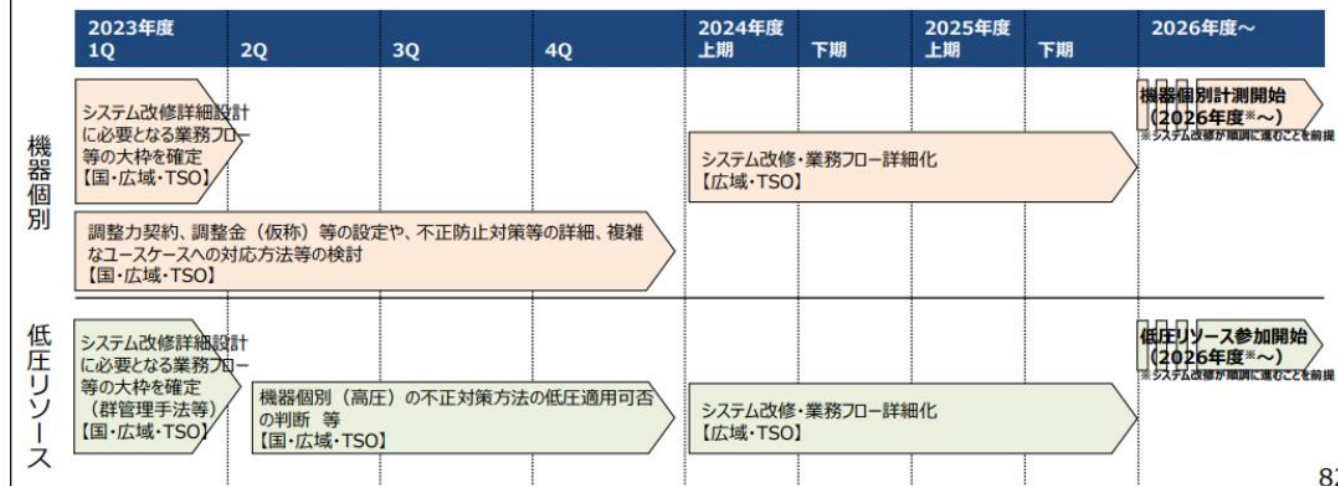 2023年度
1Q
2Q
3Q
4Q
2024年度
上期
下期
2025年度
上期
下期
2026年度～
機器個別
システム改修詳細設計
に必要となる業務フロー
等の大枠を確定
【国・広域・TSO】
調整力契約、調整金（仮称）等の設定や、不正防止対策等の詳細、複雑
なユースケースへの対応方法等の検討
【国・広域・TSO】
システム改修・業務フロー詳細化
【広域・TSO】
機器個別計測開始
（2026年度※～）
※システム改修が順調に進むことを前提
低圧リソース
システム改修詳細設計
に必要となる業務フロー
等の大枠を確定
（群管理手法等）
【国・広域・TSO】
機器個別（高圧）の不正対策方法の低圧適用可否
の判断 等
【国・広域・TSO】
システム改修・業務フロー詳細化
【広域・TSO】
低圧リソース参加開始
（2026年度※～）
※システム改修が順調に進むことを前提
82